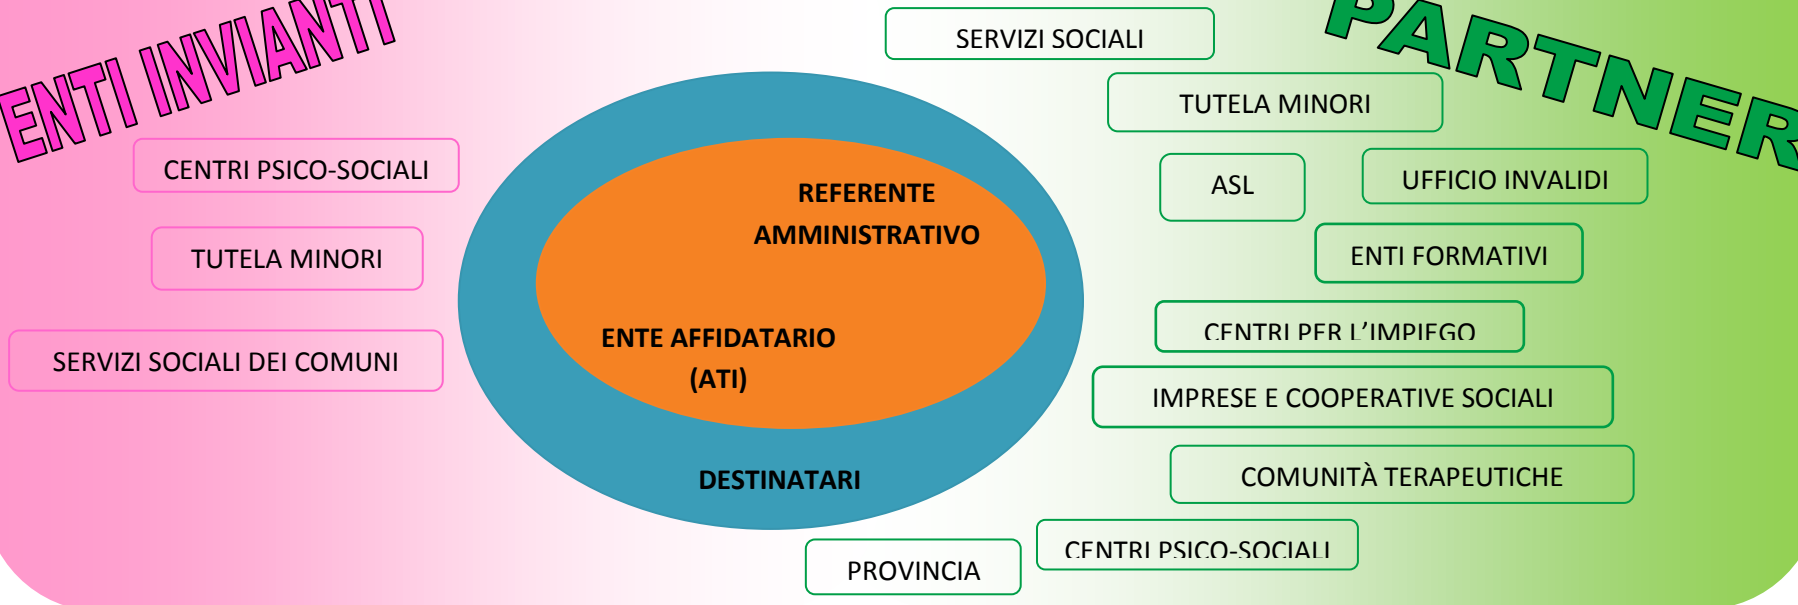 ENTI INVIANTI
CENTRI PSICO-SOCIALI
TUTELA MINORI
SERVIZI SOCIALI DEI COMUNI
REFERENTE
AMMINISTRATIVO
ENTE AFFIDATARIO
(ATI)
DESTINATARI
PARTNER
SERVIZI SOCIALI
TUTELA MINORI
ASL
UFFICIO INVALIDI
ENTI FORMATIVI
CENTRI PER L'IMPIEGO
IMPRESE E COOPERATIVE SOCIALI
COMUNITÀ TERAPEUTICHE
CENTRI PSICO-SOCIALI
PROVINCIA